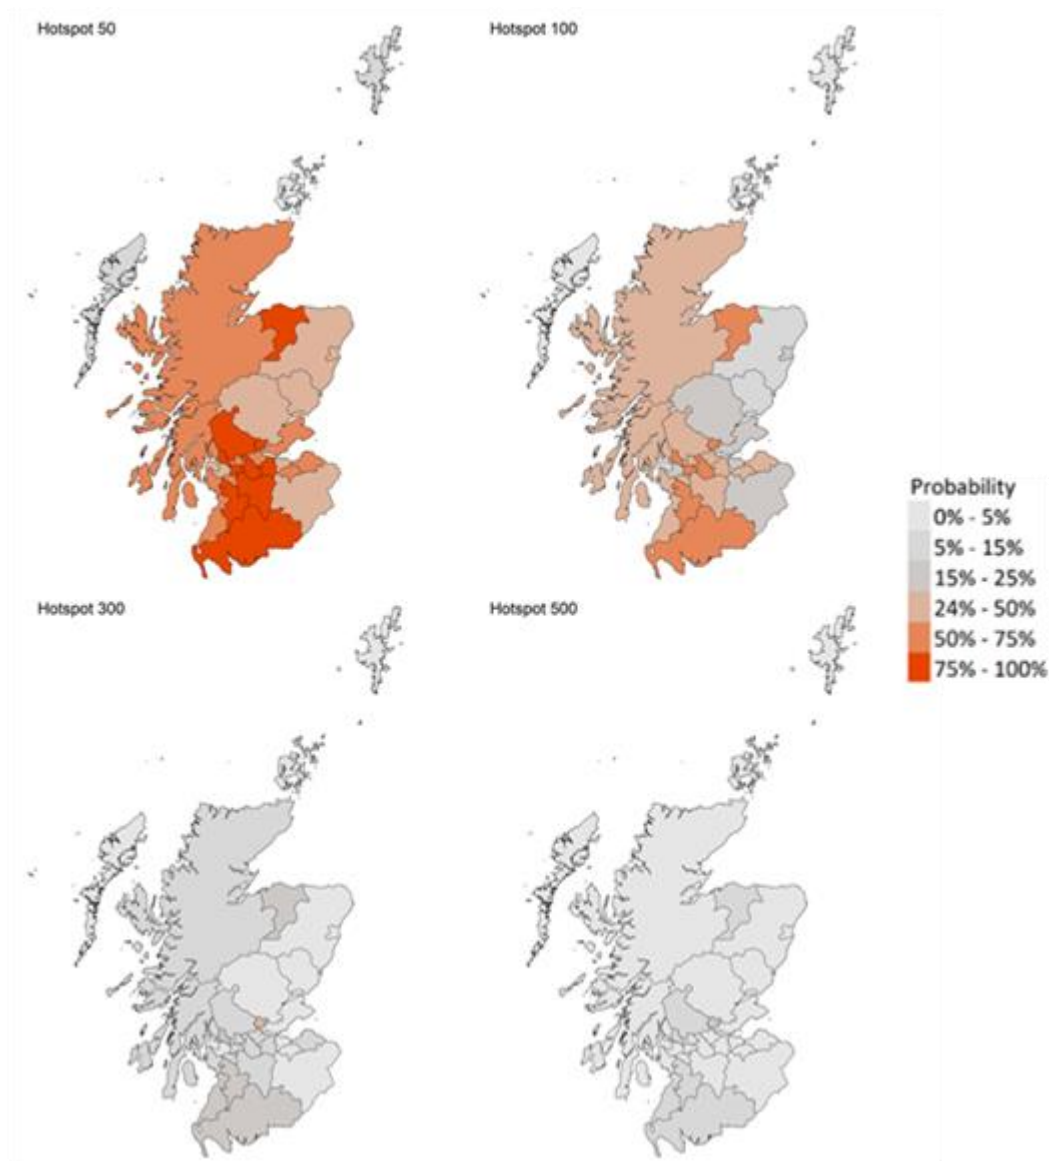 Hotspot 50
Hotspot 100
Probability
0% - 5%
5% - 15%
15% - 25%
24% - 50%
50% - 75%
75% - 100%
Hotspot 300
Hotspot 500